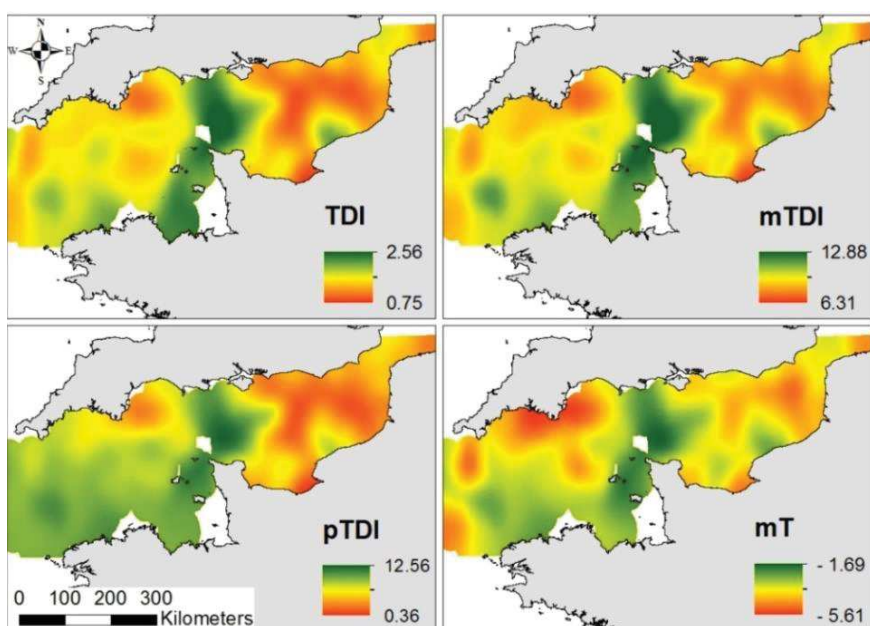 N
W E
S
TDI
2.56
0.75
mTDI
12.88
6.31
pTDI
12.56
0.36
0 100 200 300
Kilometers
mT
- 1.69
- 5.61